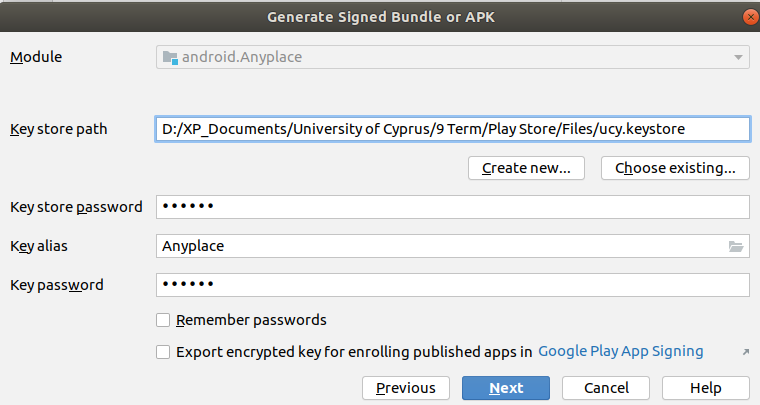 Generate Signed Bundle or APK
Module android.Anyplace
Key store path D:/XP_Documents/University of Cyprus/9 Term/Play Store/Files/ucy.keystore
Create new... Choose existing...
Key store password ••••••
Key alias Anyplace
Key password ••••••
Remember passwords
Export encrypted key for enrolling published apps in Google Play App Signing
Previous Next Cancel Help